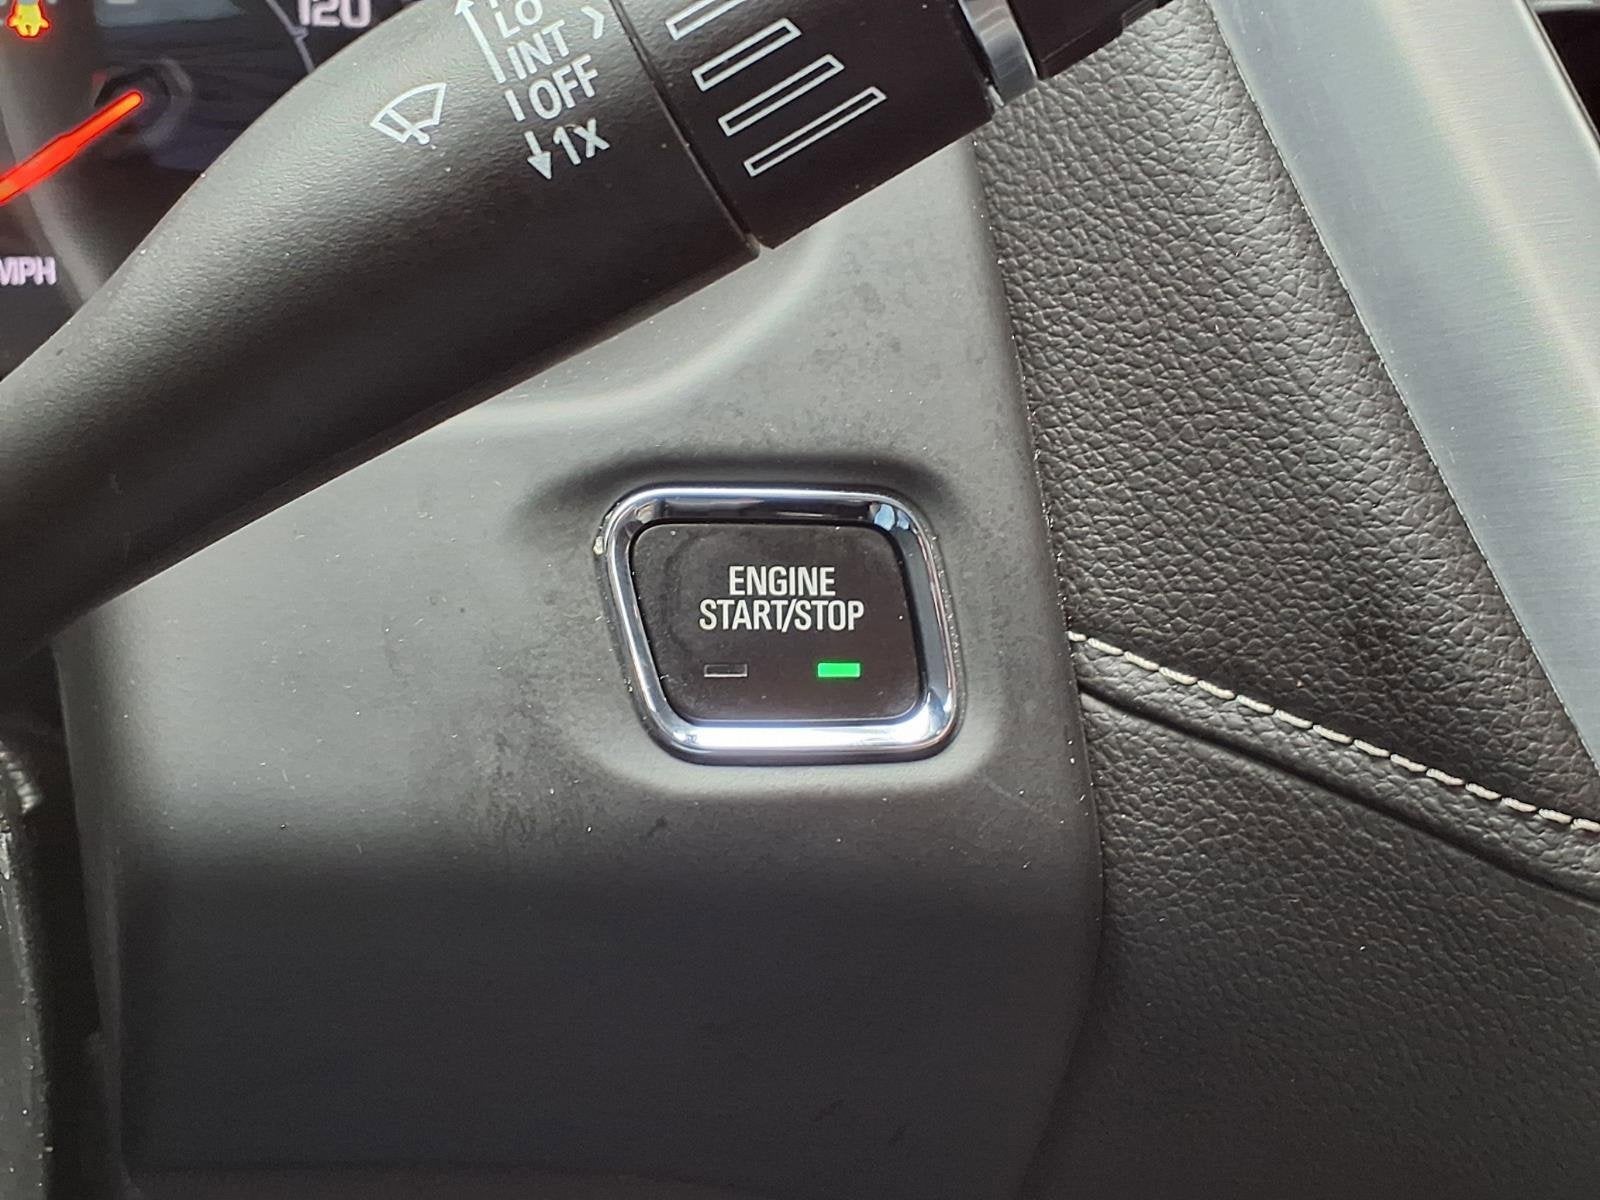 120
MPH
LO
INT
OFF
1X
ENGINE
START/STOP